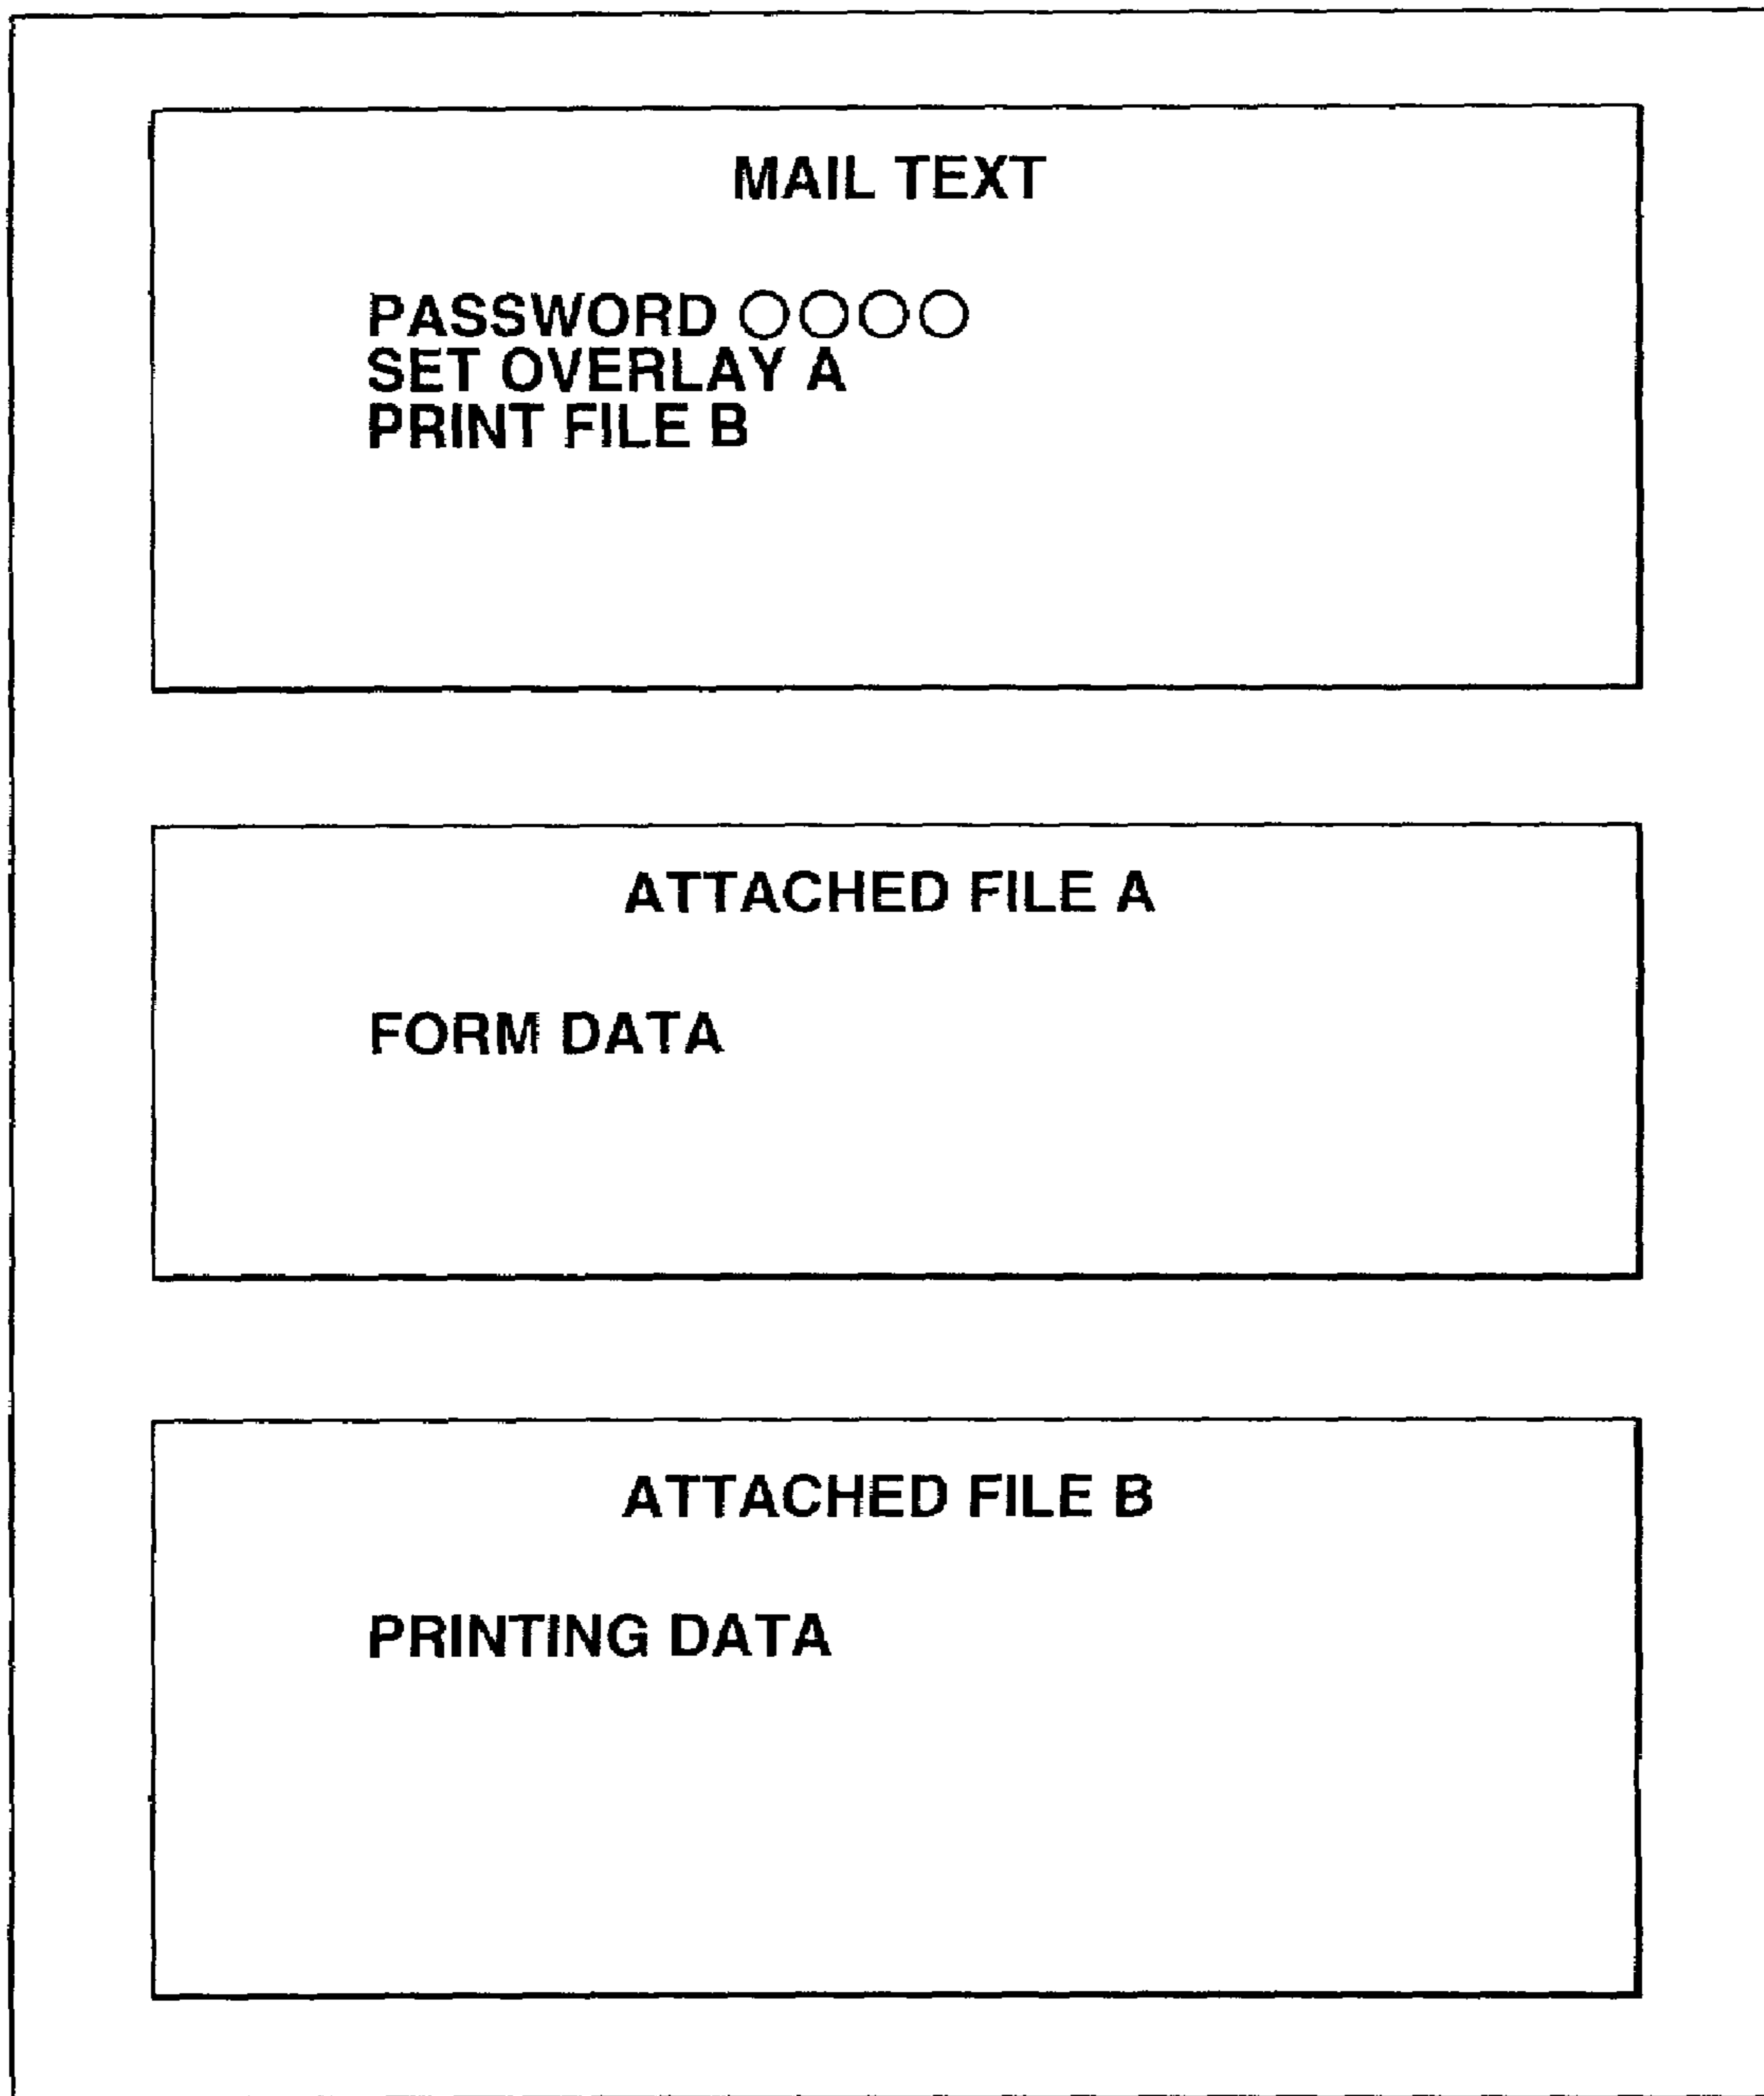 MAIL TEXT
PASSWORD ○○○○
SET OVERLAY A
PRINT FILE B
ATTACHED FILE A
FORM DATA
ATTACHED FILE B
PRINTING DATA